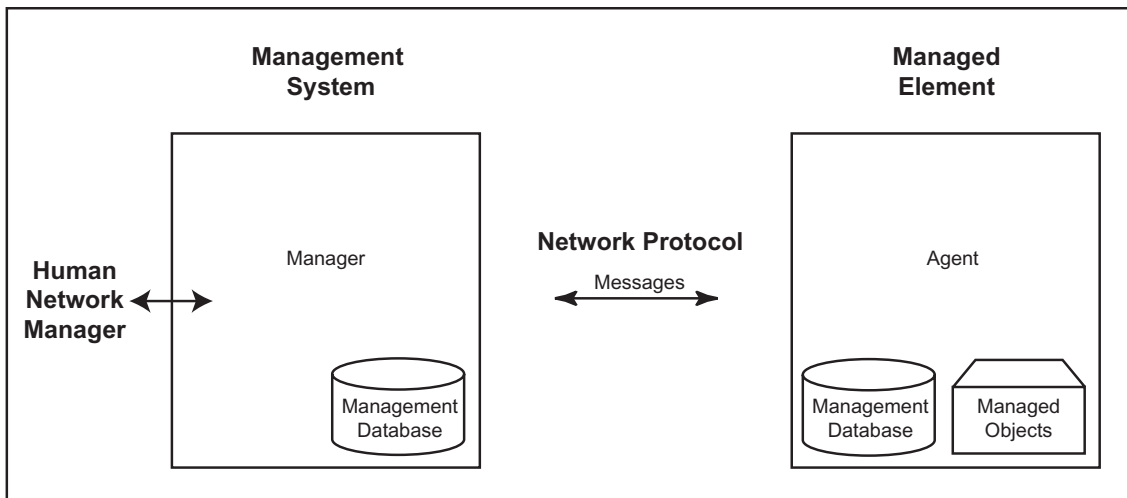 Management
System
Managed
Element
Human
Network
Manager
Manager
Network Protocol
Messages
Agent
Management
Database
Management
Database
Managed
Objects